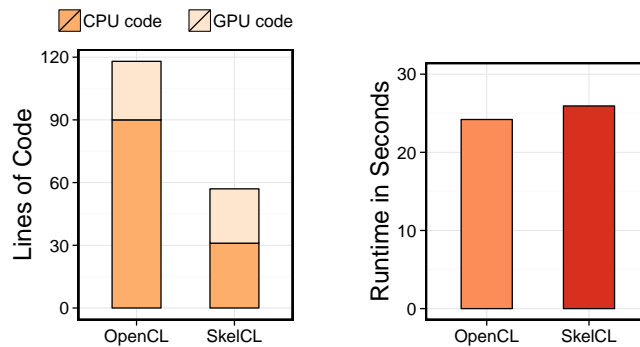 CPU code GPU code
120
90
60
30
0
Lines of Code
OpenCL SkelCL
30
20
10
0
Runtime in Seconds
OpenCL SkelCL